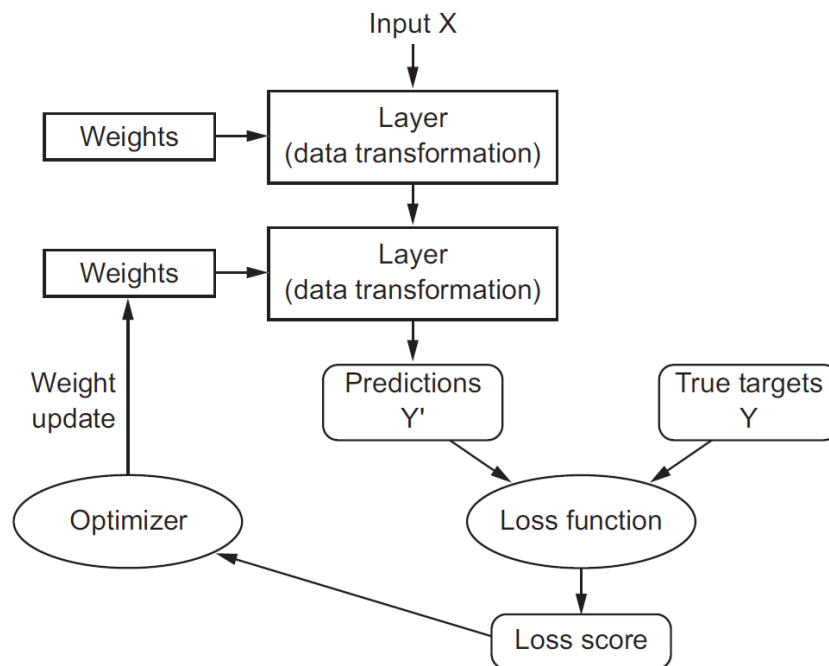 Input X
Weights
Layer
(data transformation)
Weights
Layer
(data transformation)
Weight
update
Predictions
Y'
True targets
Y
Optimizer
Loss function
Loss score